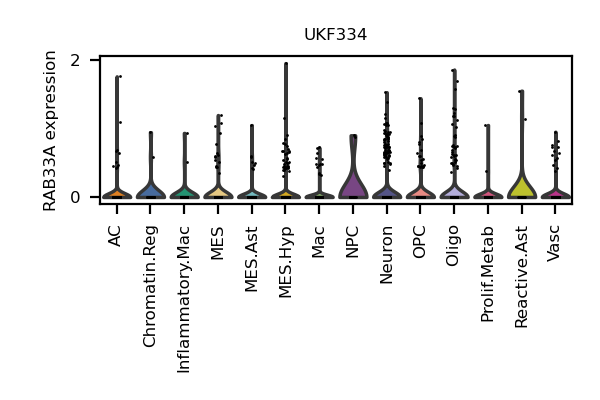 UKF334
RAB33A expression
2
0
AC
Chromatin.Reg
Inflammatory.Mac
MES
MES.Ast
MES.Hyp
Mac
NPC
Neuron
OPC
Oligo
Prolif.Metab
Reactive.Ast
Vasc